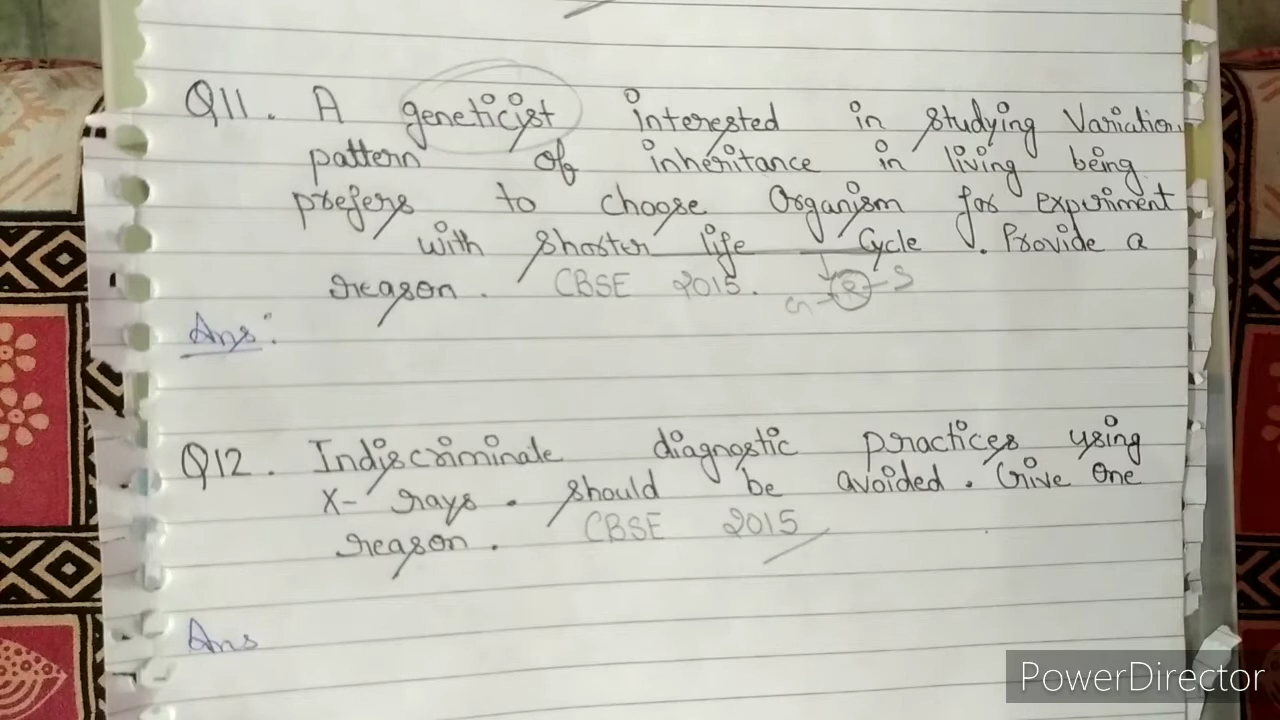 Q11. A geneticist interested in studying Variation,
pattern of inheritance in living being
prefers to choose Organism for experiment
with shorter life Cycle . Provide a
reason . CBSE 2015.
R S
Ans:
Q12. Indiscriminate diagnostic practices using
X- rays . should be avoided . Give One
reason . CBSE 2015
Ans
PowerDirector